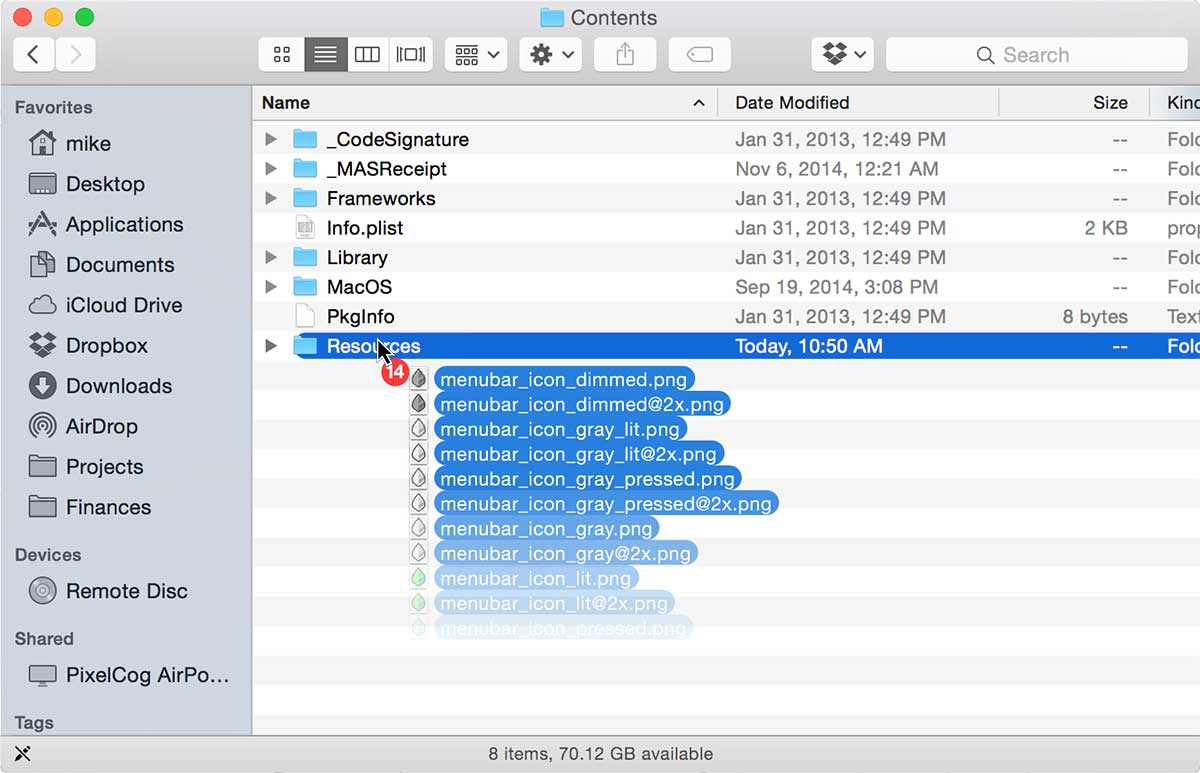 Contents
Search
Favorites
mike
Desktop
Applications
Documents
iCloud Drive
Dropbox
Downloads
AirDrop
Projects
Finances
Devices
Remote Disc
Shared
PixelCog AirPo...
Tags
Name Date Modified Size Kinc
_CodeSignature Jan 31, 2013, 12:49 PM -- Fold
_MASReceipt Nov 6, 2014, 12:21 AM -- Fold
Frameworks Jan 31, 2013, 12:49 PM -- Fold
Info.plist Jan 31, 2013, 12:49 PM 2 KB prop
Library Jan 31, 2013, 12:49 PM -- Fold
MacOS Sep 19, 2014, 3:08 PM -- Fold
PkgInfo Jan 31, 2013, 12:49 PM 8 bytes Text
Resources Today, 10:50 AM -- Fold
14
menubar_icon_dimmed.png
menubar_icon_dimmed@2x.png
menubar_icon_gray_lit.png
menubar_icon_gray_lit@2x.png
menubar_icon_gray_pressed.png
menubar_icon_gray_pressed@2x.png
menubar_icon_gray.png
menubar_icon_gray@2x.png
menubar_icon_lit.png
menubar_icon_lit@2x.png
menubar_icon_pressed.png
8 items, 70.12 GB available